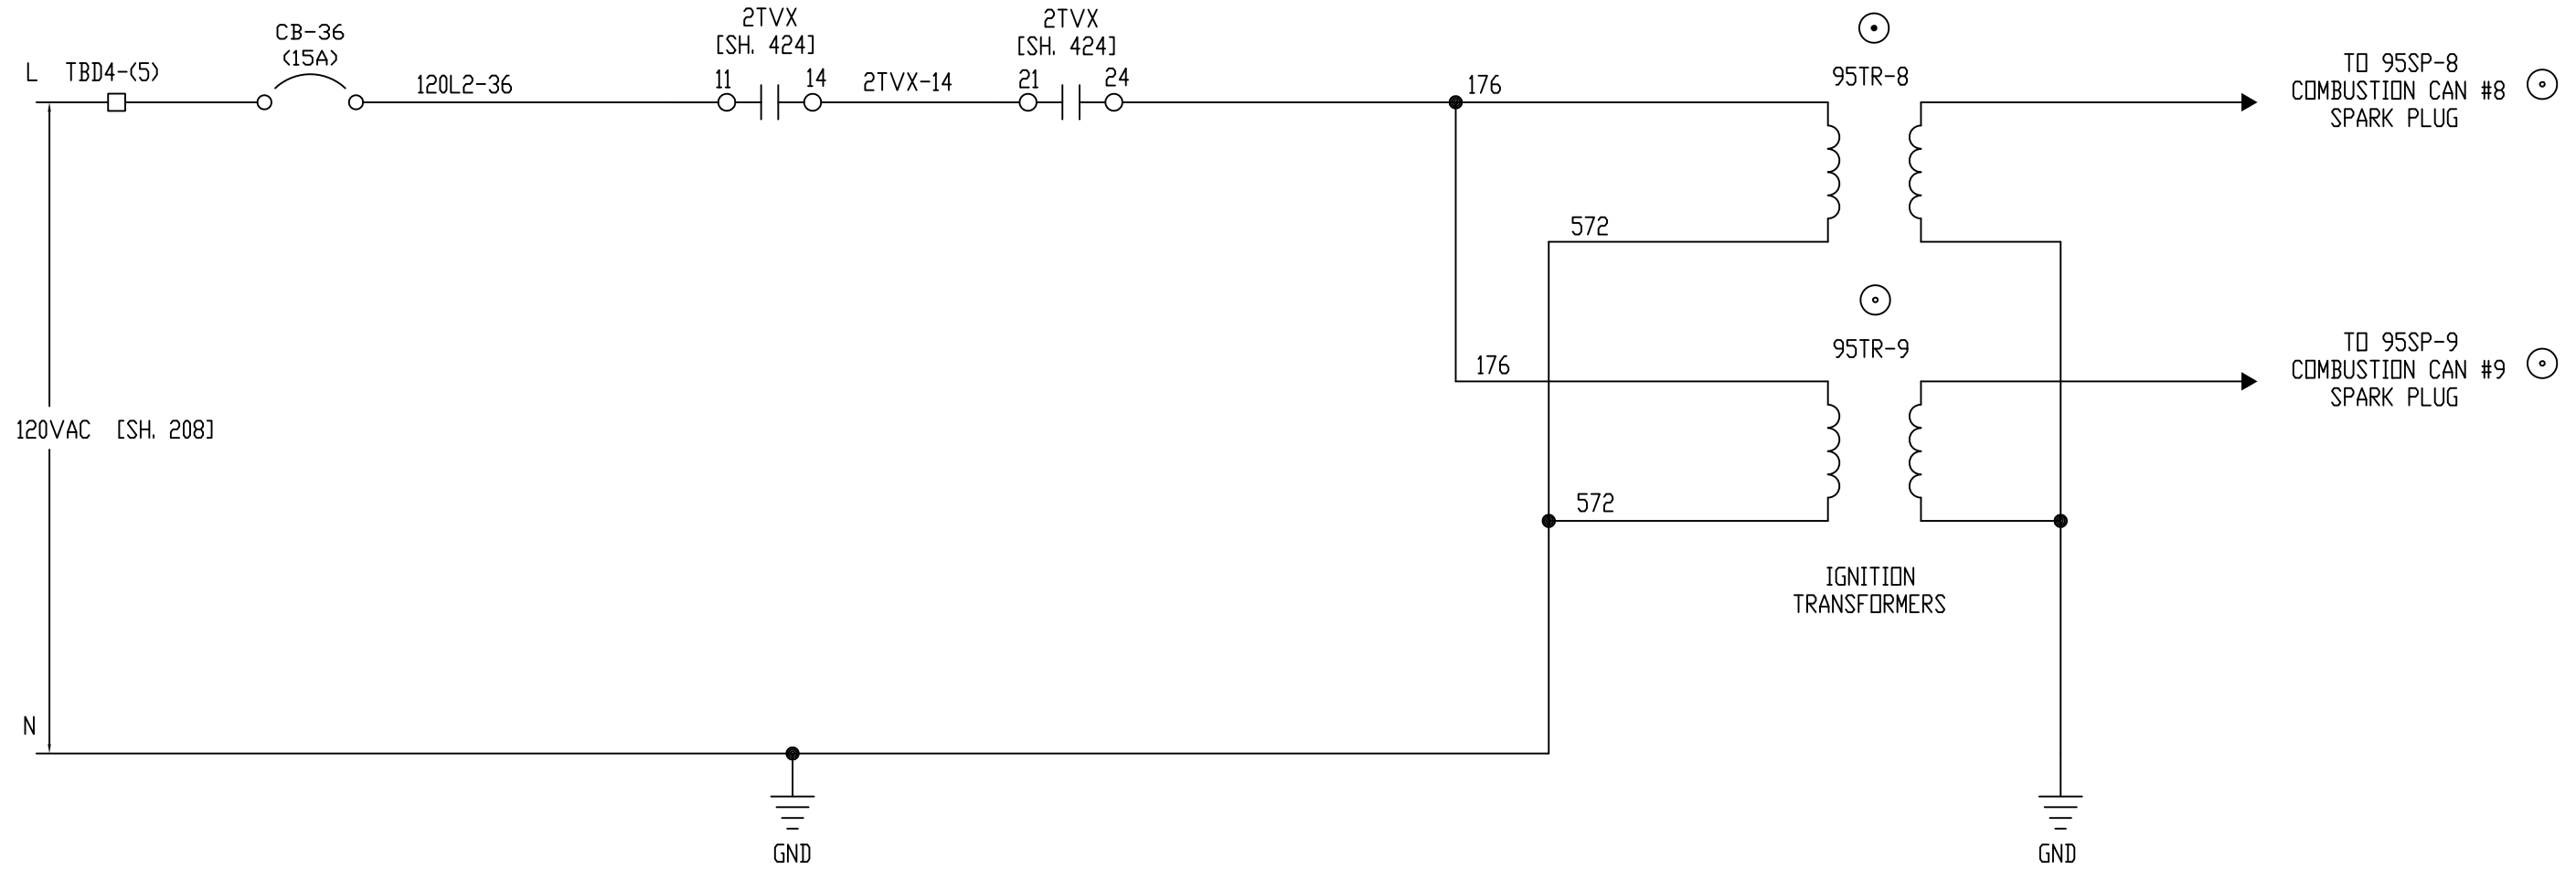 L
TBD4-(5)
CB-36
(15A)
120L2-36
2TVX
[SH. 424]
11
14
2TVX-14
2TVX
[SH. 424]
21
24
176
95TR-8
TO 95SP-8
COMBUSTION CAN #8
SPARK PLUG
572
95TR-9
176
TO 95SP-9
COMBUSTION CAN #9
SPARK PLUG
120VAC [SH. 208]
572
IGNITION
TRANSFORMERS
N
GND
GND